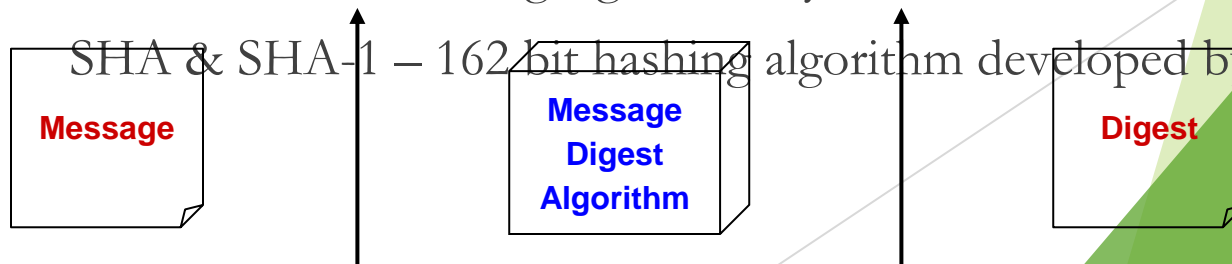 SHA & SHA-1 – 162 bit hashing algorithm developed
Message
Message
Digest
Algorithm
Digest